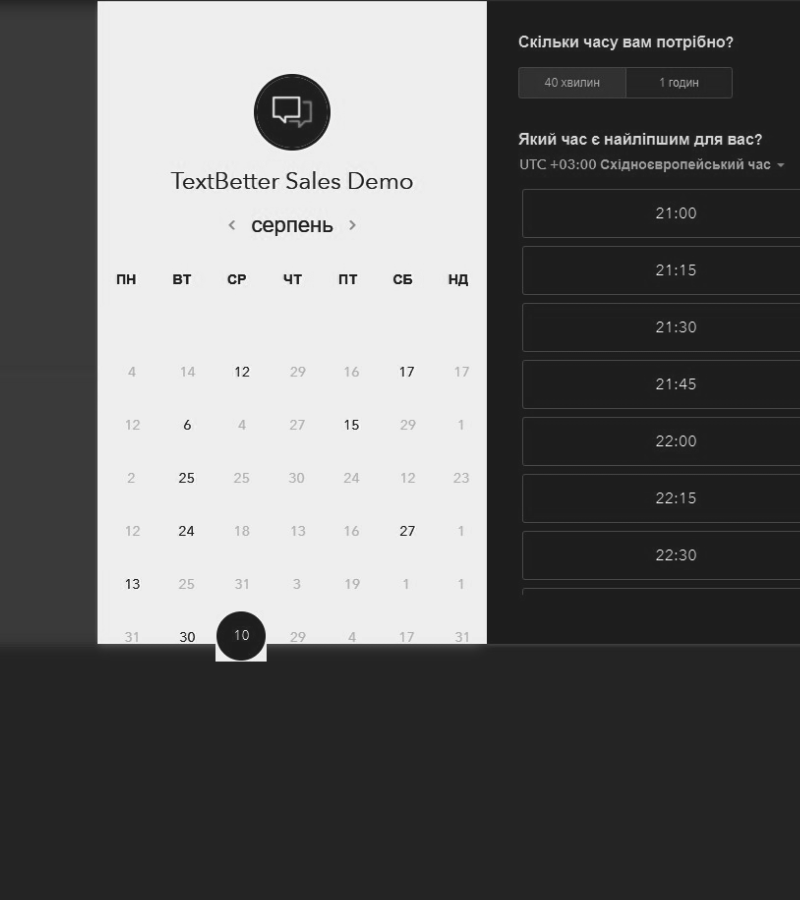 TextBetter Sales Demo
серпень
ПН ВТ СР ЧТ ПТ СБ НД
4 14 12 29 16 17 17
12 6 4 27 15 29 1
2 25 25 30 24 12 23
12 24 18 13 16 27 1
13 25 31 3 19 1 1
31 30 10 29 4 17 31
Скільки часу вам потрібно?
40 хвилин 1 годин
Який час є найліпшим для вас?
UTC +03:00 Східноєвропейський час
21:00
21:15
21:30
21:45
22:00
22:15
22:30